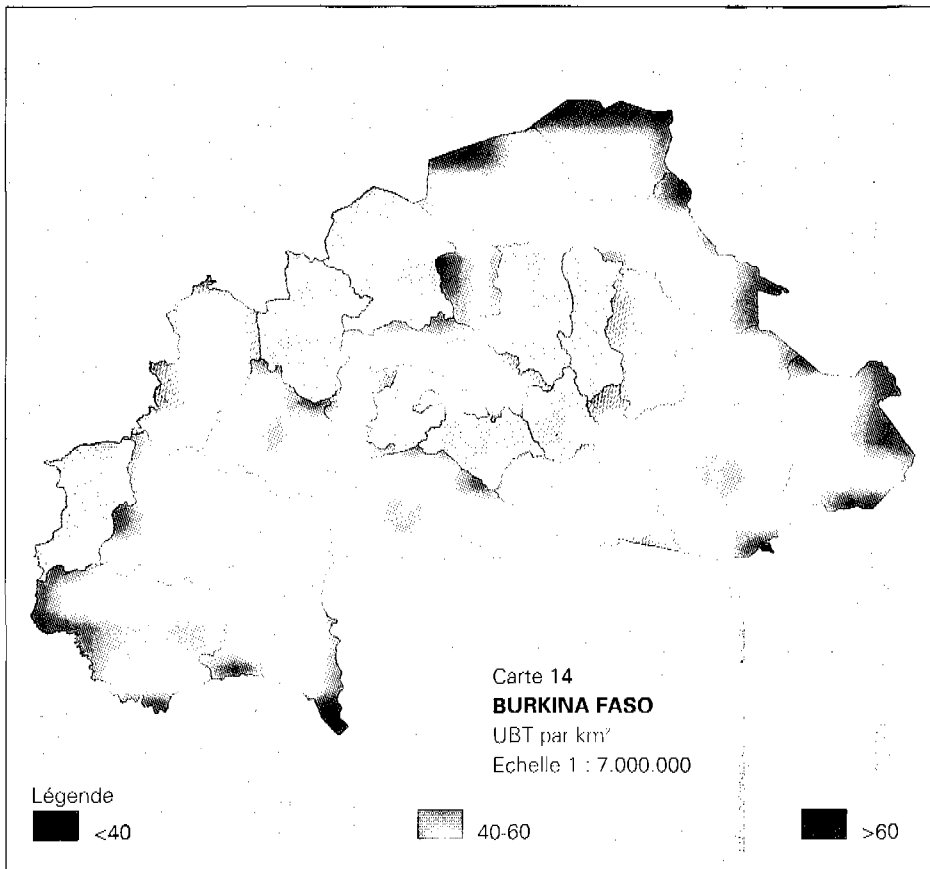 Carte 14
BURKINA FASO
UBT par km²
Echelle 1 : 7.000.000
Légende
<40
40-60
>60